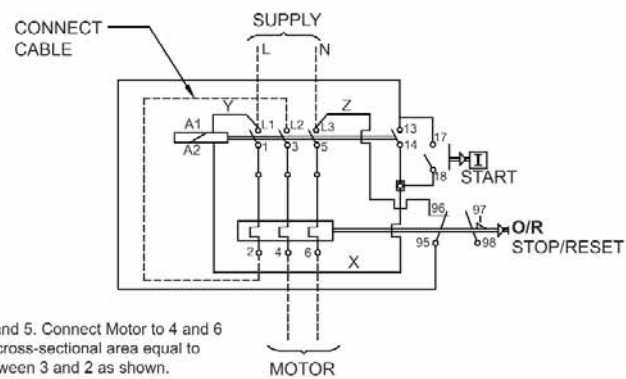 SUPPLY
CONNECT
CABLE
L N
Y Z
A1 L1 L2 L3 13 17
A2 1 3 5 14
I
18 START
96 97
O/R
95 98 STOP/RESET
2 4 6
X
and 5. Connect Motor to 4 and 6
cross-sectional area equal to
ween 3 and 2 as shown.
MOTOR